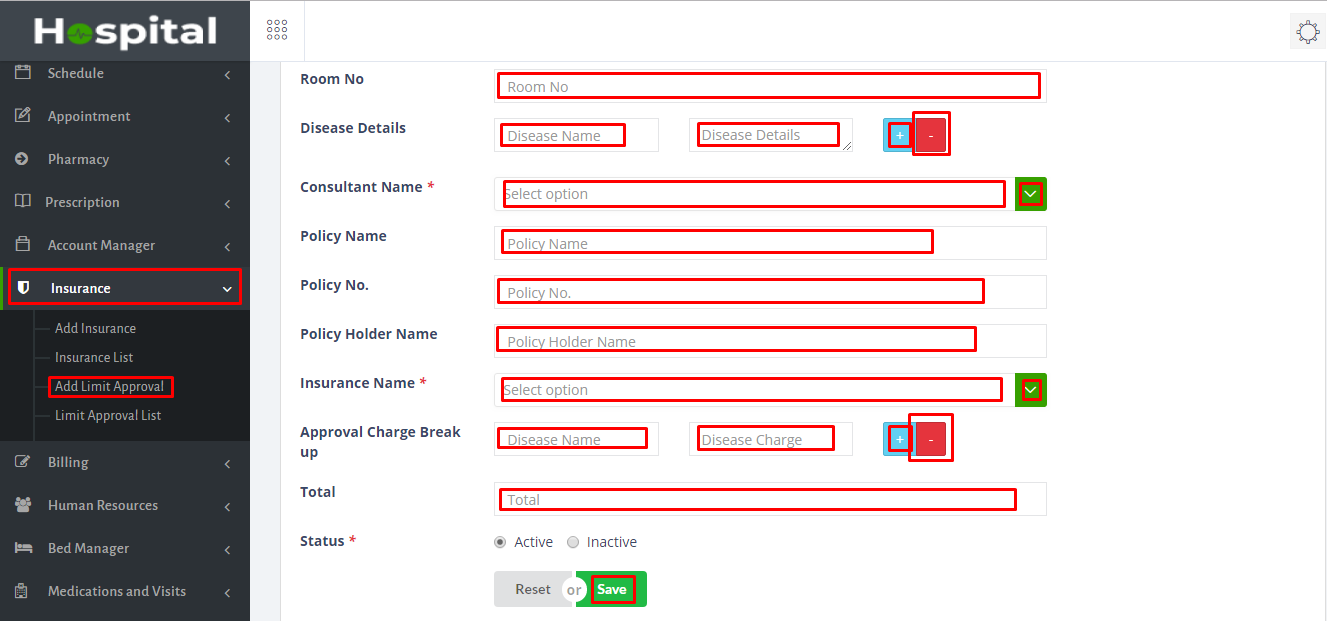 Hospital
Schedule
Appointment
Pharmacy
Prescription
Account Manager
Insurance
Add Insurance
Insurance List
Add Limit Approval
Limit Approval List
Billing
Human Resources
Bed Manager
Medications and Visits
Room No
Room No
Disease Details
Disease Name
Disease Details
+
-
Consultant Name *
Select option
Policy Name
Policy Name
Policy No.
Policy No.
Policy Holder Name
Policy Holder Name
Insurance Name *
Select option
Approval Charge Break
up
Disease Name
Disease Charge
+
-
Total
Total
Status *
Active
Inactive
Reset
or
Save